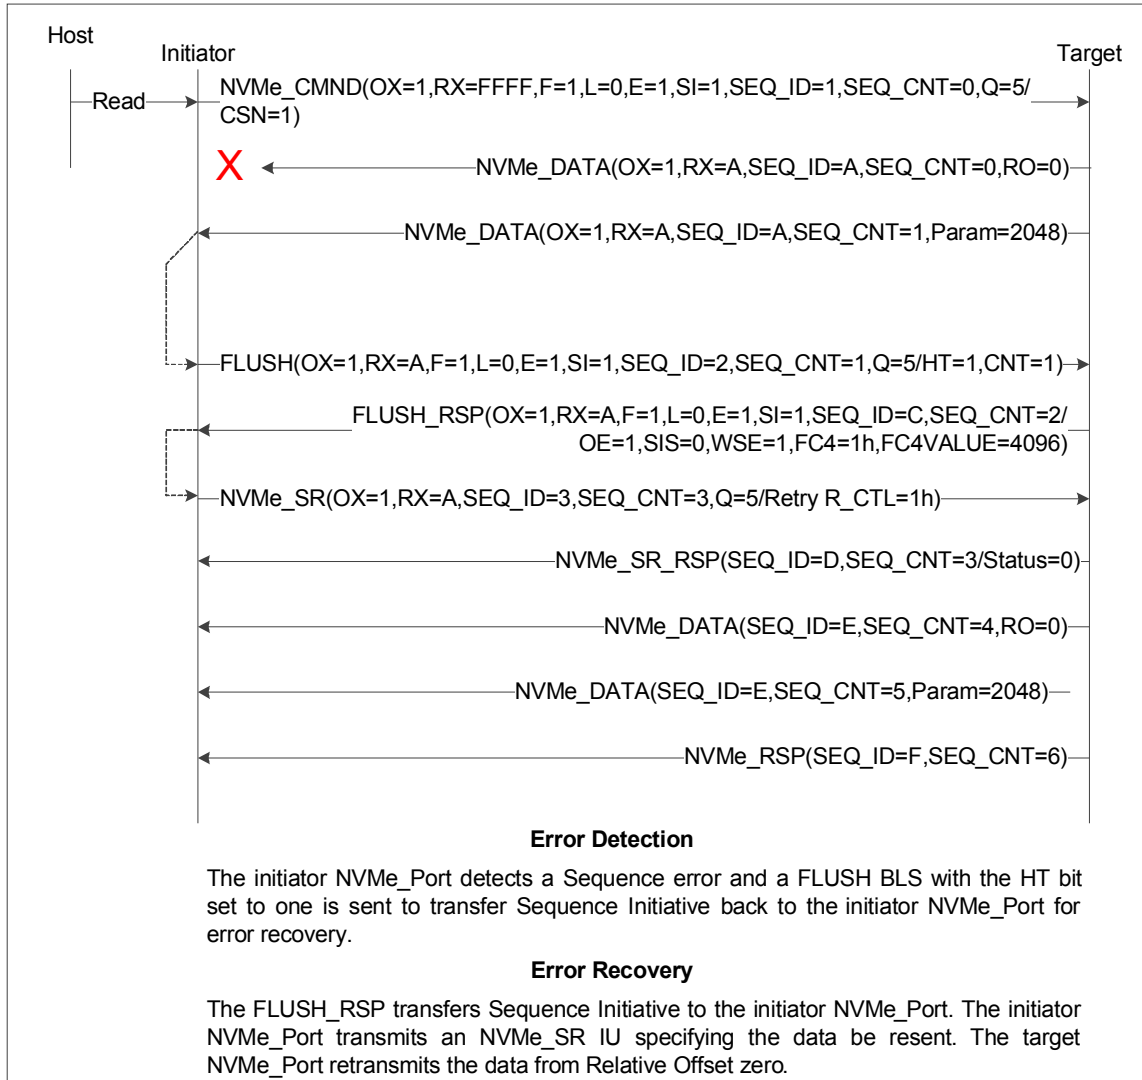 Host
Initiator
Target
Read
NVMe_CMND(OX=1,RX=FFFF,F=1,L=0,E=1,SI=1,SEQ_ID=1,SEQ_CNT=0,Q=5/
CSN=1)
X
NVMe_DATA(OX=1,RX=A,SEQ_ID=A,SEQ_CNT=0,RO=0)
NVMe_DATA(OX=1,RX=A,SEQ_ID=A,SEQ_CNT=1,Param=2048)
FLUSH(OX=1,RX=A,F=1,L=0,E=1,SI=1,SEQ_ID=2,SEQ_CNT=1,Q=5/HT=1,CNT=1)
FLUSH_RSP(OX=1,RX=A,F=1,L=0,E=1,SI=1,SEQ_ID=C,SEQ_CNT=2/
OE=1,SIS=0,WSE=1,FC4=1h,FC4VALUE=4096)
NVMe_SR(OX=1,RX=A,SEQ_ID=3,SEQ_CNT=3,Q=5/Retry R_CTL=1h)
NVMe_SR_RSP(SEQ_ID=D,SEQ_CNT=3/Status=0)
NVMe_DATA(SEQ_ID=E,SEQ_CNT=4,RO=0)
NVMe_DATA(SEQ_ID=E,SEQ_CNT=5,Param=2048)
NVMe_RSP(SEQ_ID=F,SEQ_CNT=6)
Error Detection
The initiator NVMe_Port detects a Sequence error and a FLUSH BLS with the HT bit
set to one is sent to transfer Sequence Initiative back to the initiator NVMe_Port for
error recovery.
Error Recovery
The FLUSH_RSP transfers Sequence Initiative to the initiator NVMe_Port. The initiator
NVMe_Port transmits an NVMe_SR IU specifying the data be resent. The target
NVMe_Port retransmits the data from Relative Offset zero.